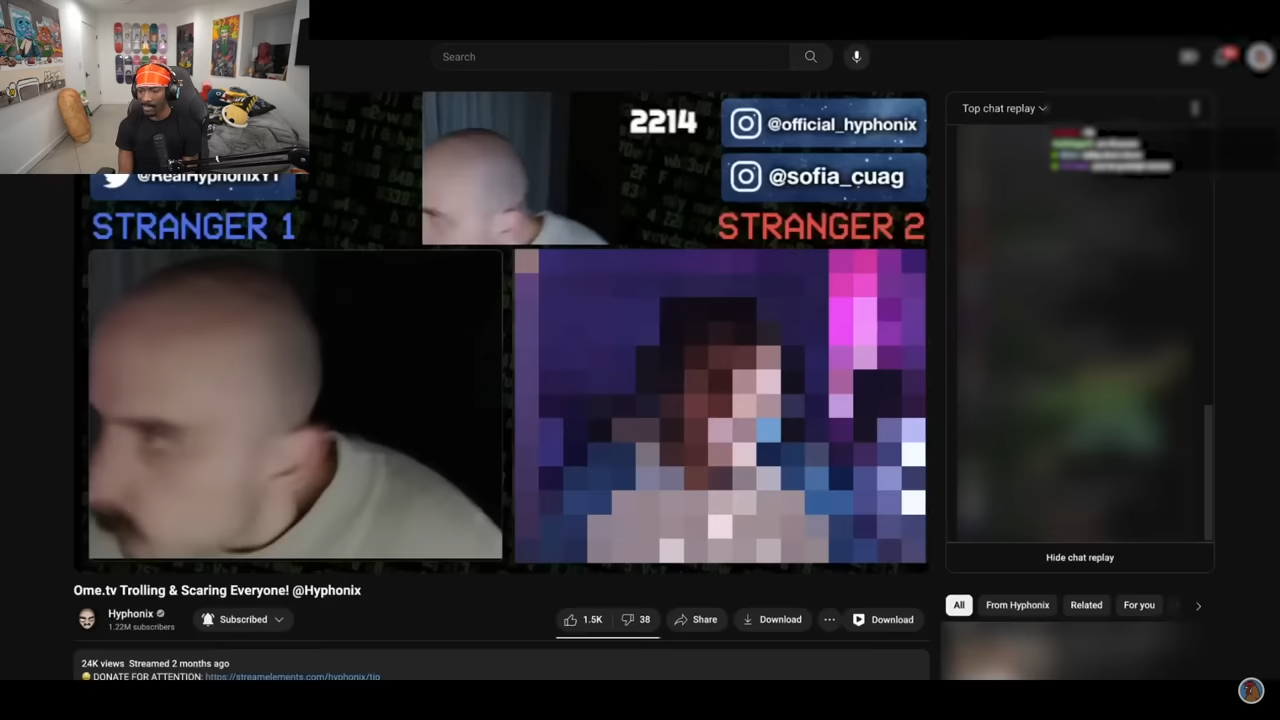 Search
2214
@official_hyphonix
@sofia_cuag
@RealHyphonixYT
STRANGER 1
STRANGER 2
Top chat replay
Hide chat replay
Ome.tv Trolling & Scaring Everyone! @Hyphonix
Hyphonix
1.22M subscribers
Subscribed
1.5K
38
Share
Download
Download
All
From Hyphonix
Related
For you
24K views Streamed 2 months ago
DONATE FOR ATTENTION: https://streamelements.com/hyphonix/tip